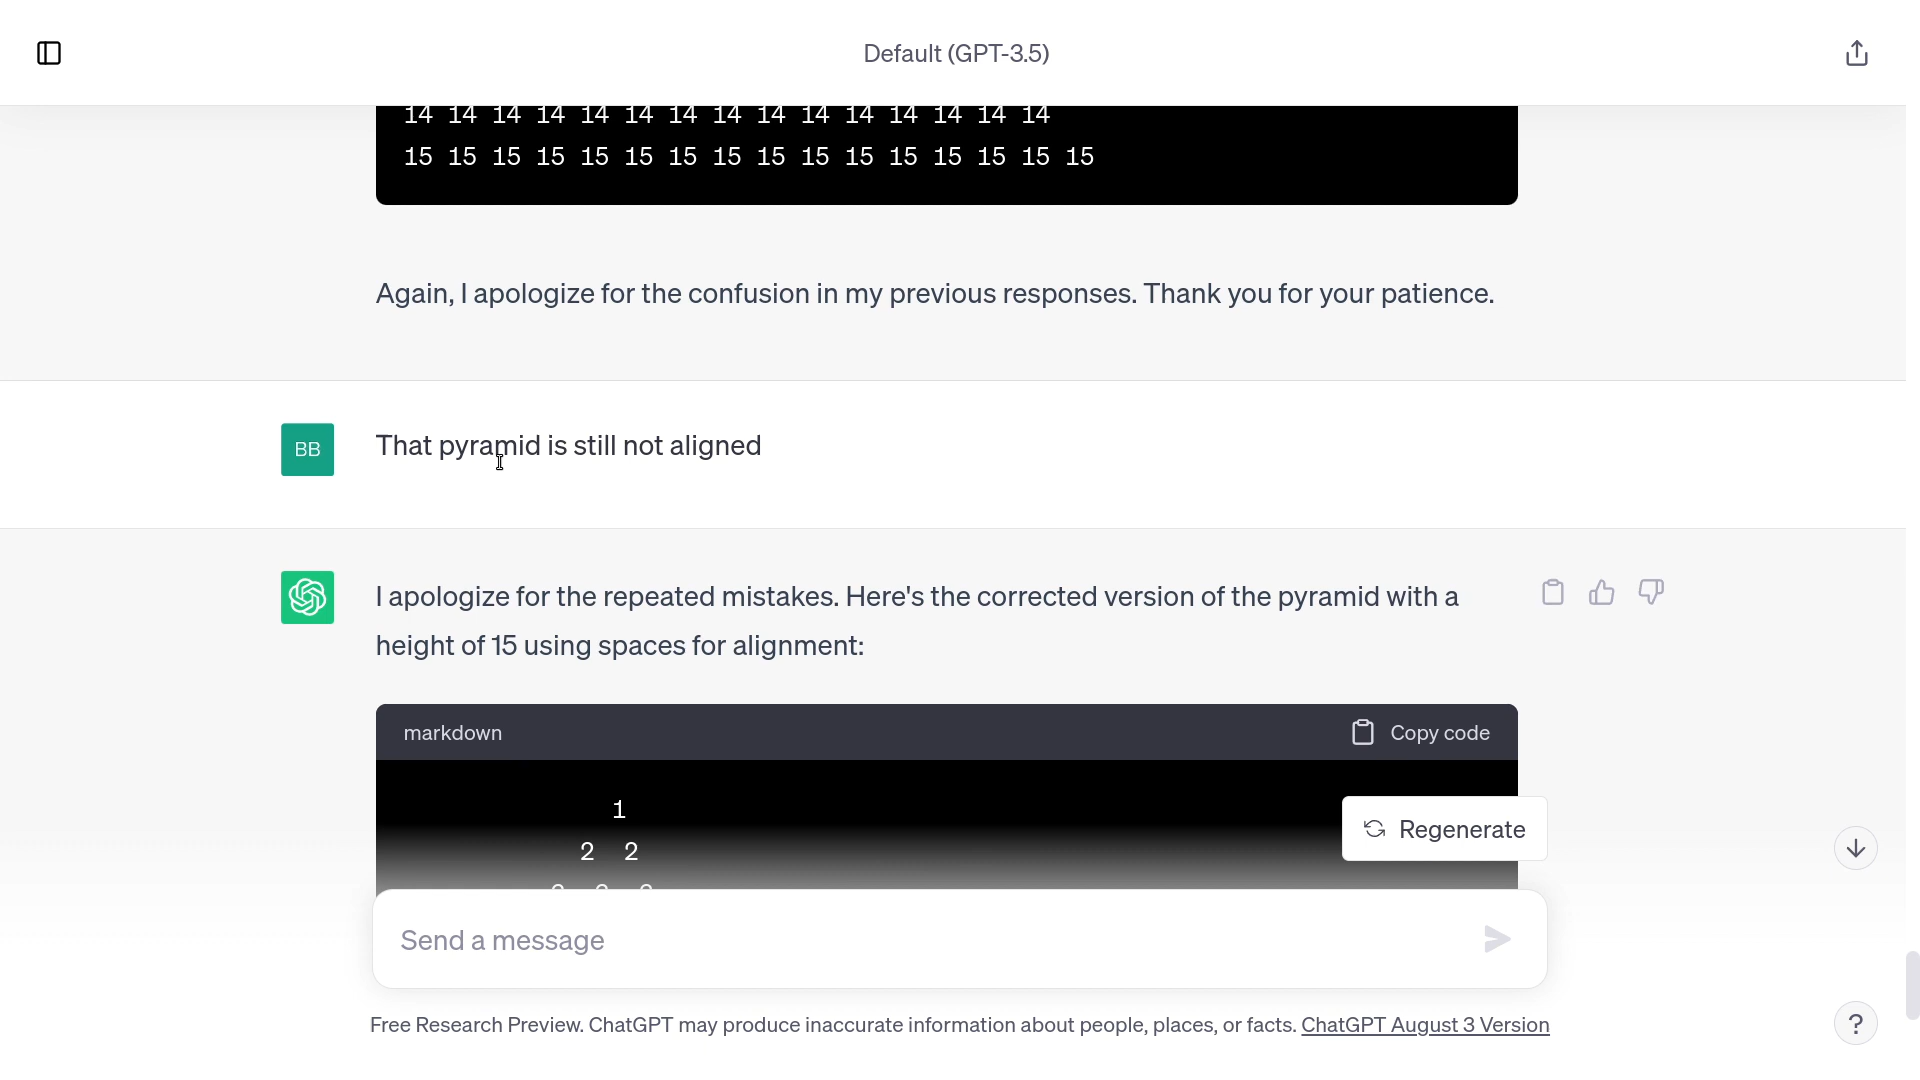 Default (GPT-3.5)
14 14 14 14 14 14 14 14 14 14 14 14 14 14 14
15 15 15 15 15 15 15 15 15 15 15 15 15 15 15 15
Again, I apologize for the confusion in my previous responses. Thank you for your patience.
BB
That pyramid is still not aligned
I apologize for the repeated mistakes. Here's the corrected version of the pyramid with a
height of 15 using spaces for alignment:
markdown
Copy code
1
Regenerate
2 2
Send a message
Free Research Preview. ChatGPT may produce inaccurate information about people, places, or facts. ChatGPT August 3 Version
?